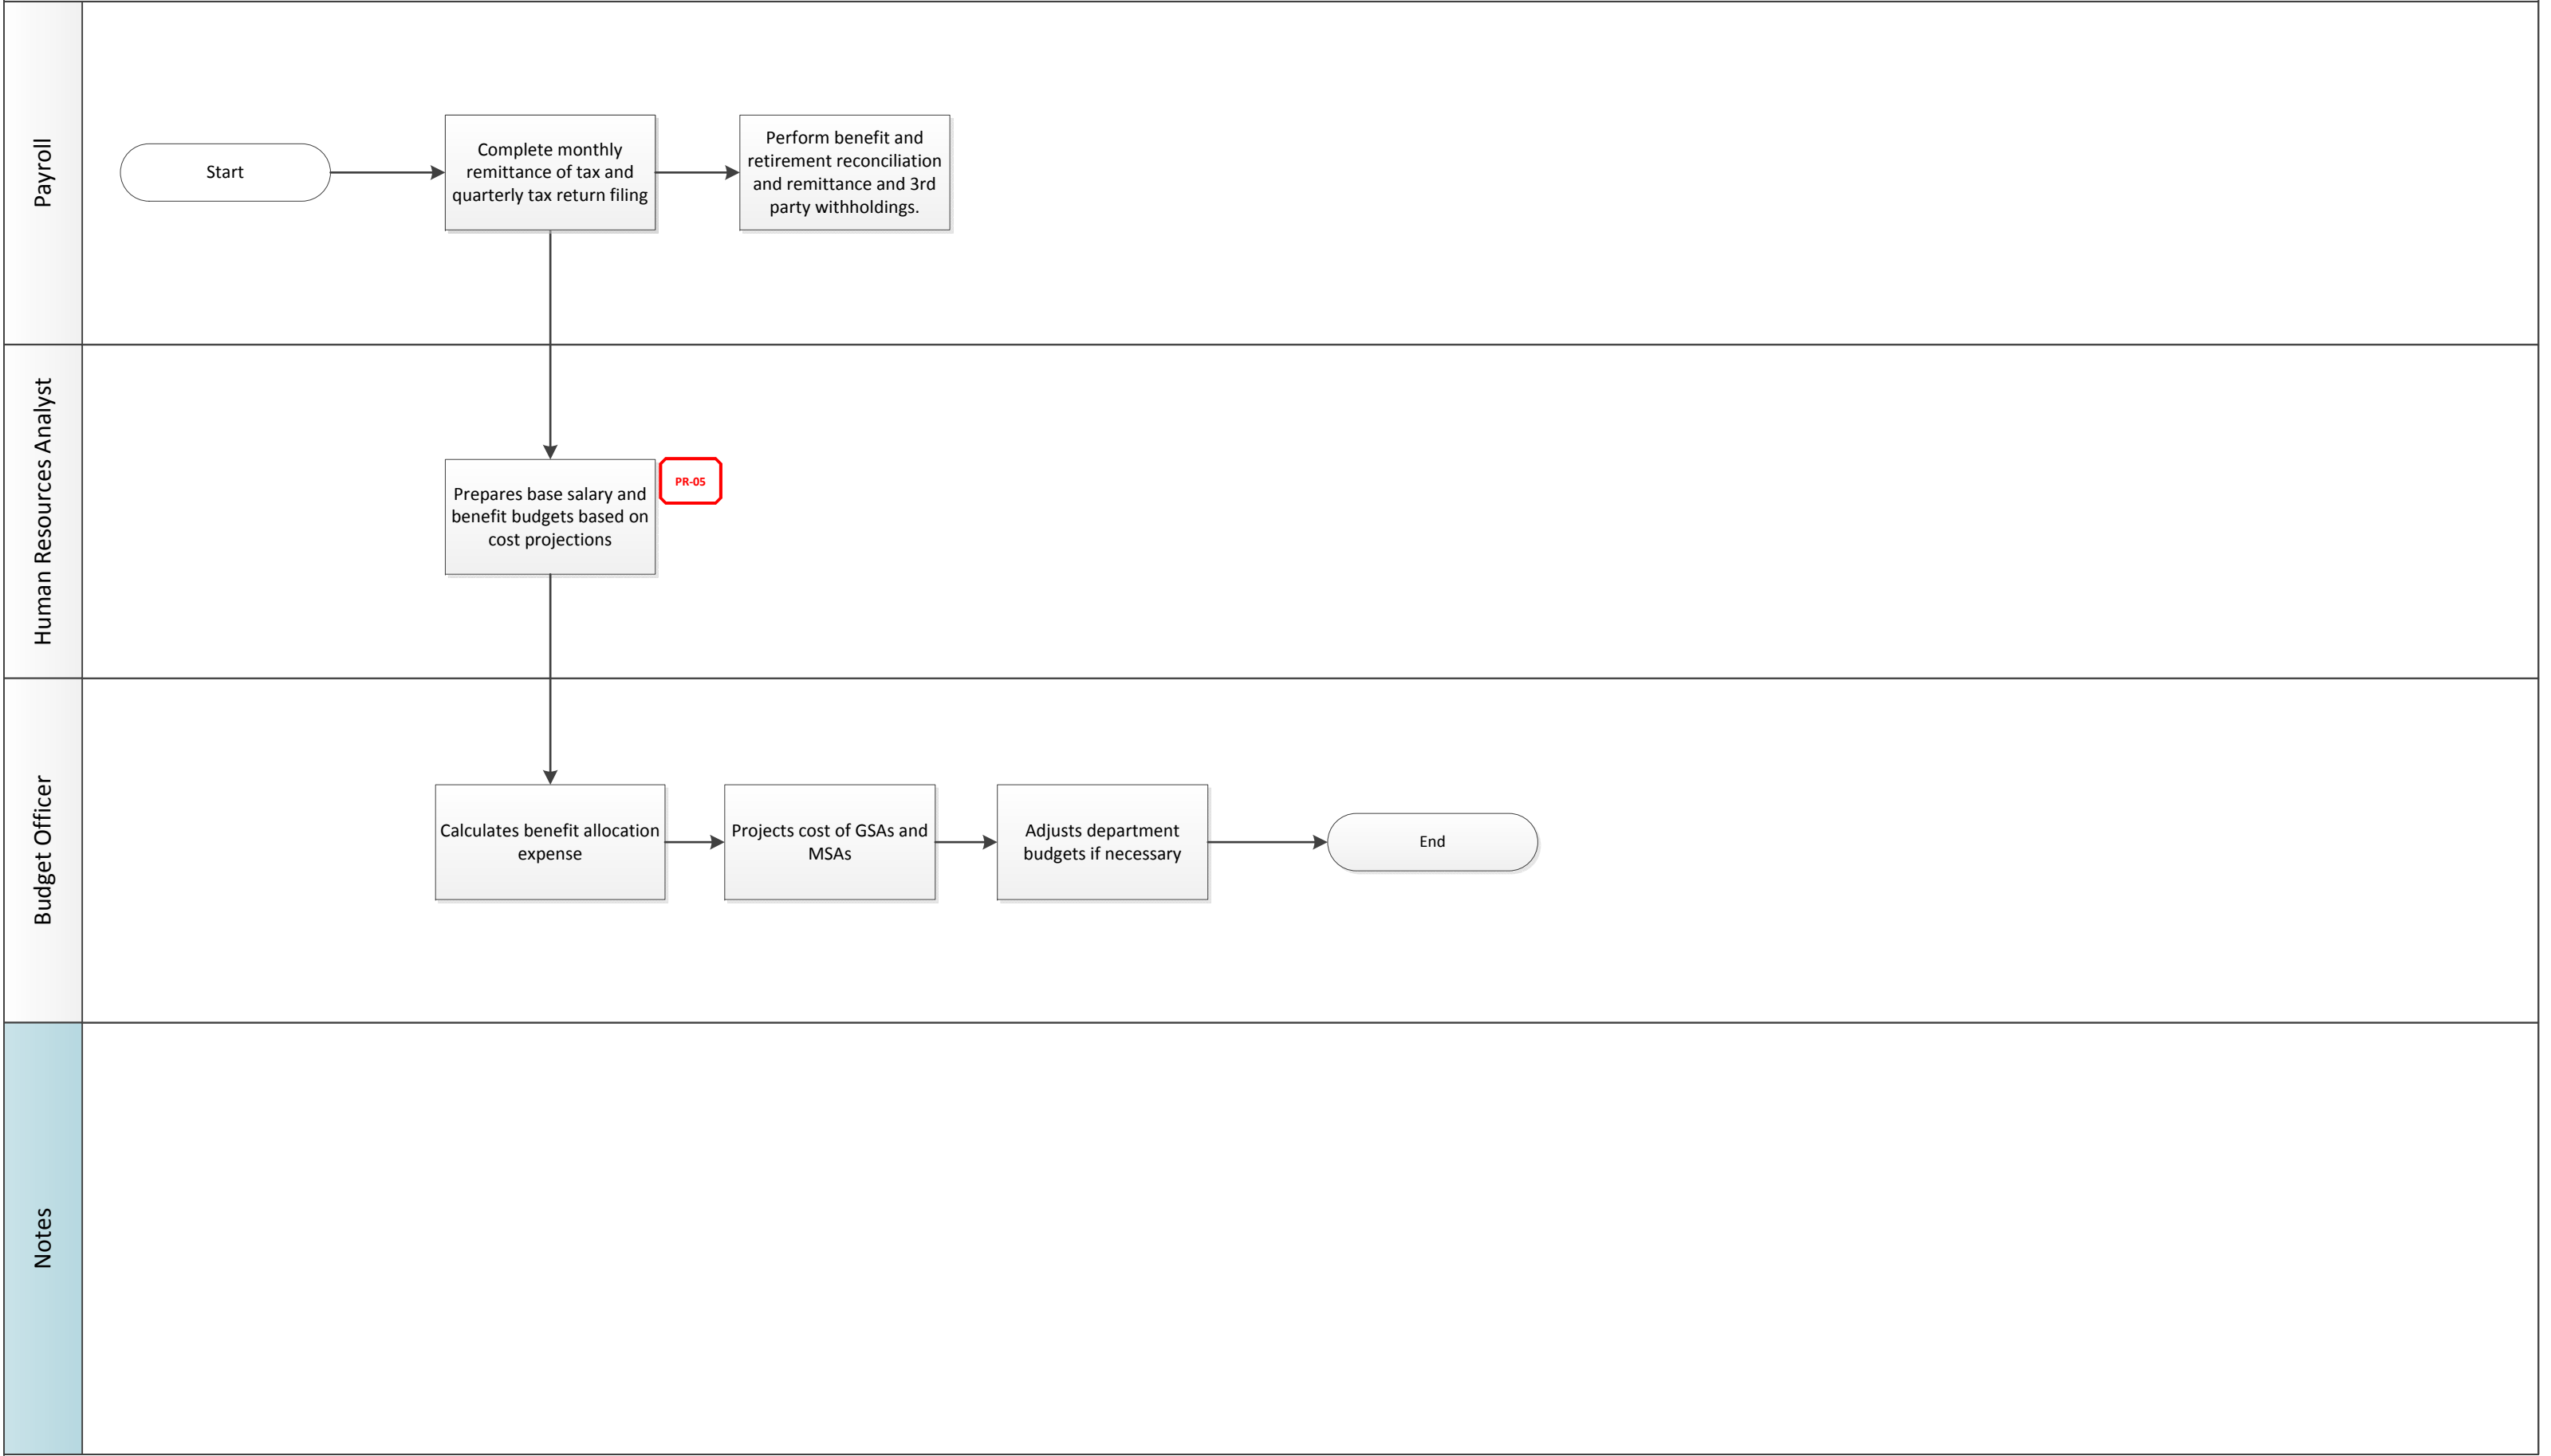 Payroll
Start
Complete monthly
remittance of tax and
quarterly tax return filing
Perform benefit and
retirement reconciliation
and remittance and 3rd
party withholdings.
Human Resources Analyst
Prepares base salary and
benefit budgets based on
cost projections
PR-05
Budget Officer
Calculates benefit allocation
expense
Projects cost of GSAs and
MSAs
Adjusts department
budgets if necessary
End
Notes